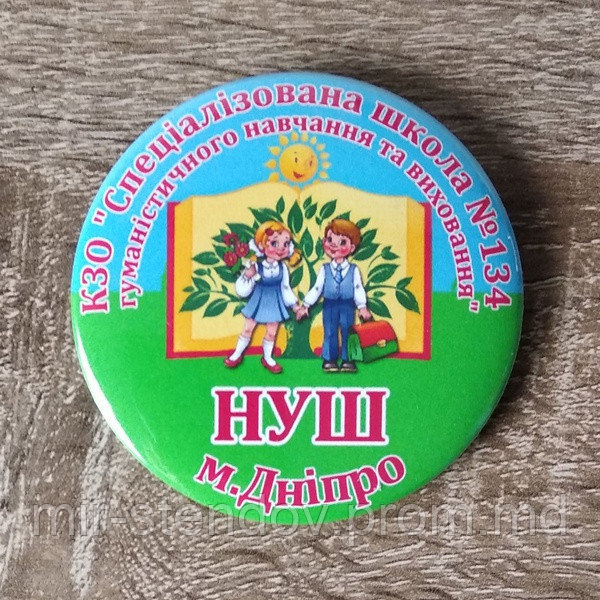 КЗО "Спеціалізована школа №134
гуманістичного навчання та виховання"
НУШ
м.Дніпро
mir-stendov.prom.md